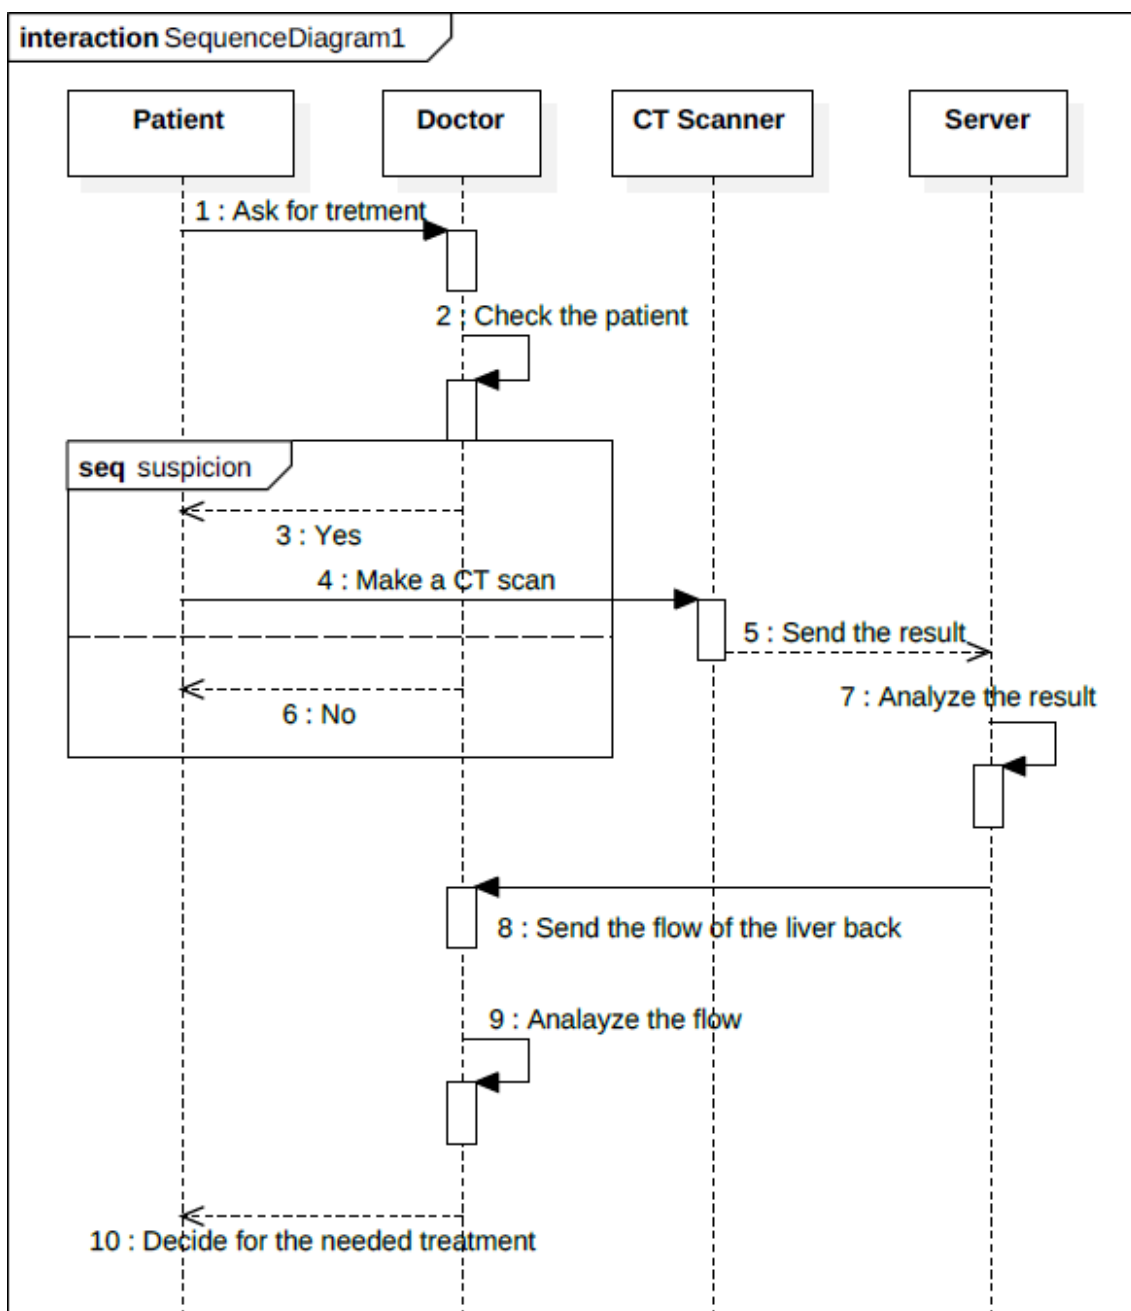 interaction SequenceDiagram1
Patient
Doctor
CT Scanner
Server
1 : Ask for tretment
2 : Check the patient
seq suspicion
3 : Yes
4 : Make a CT scan
5 : Send the result
6 : No
7 : Analyze the result
8 : Send the flow of the liver back
9 : Analayze the flow
10 : Decide for the needed treatment